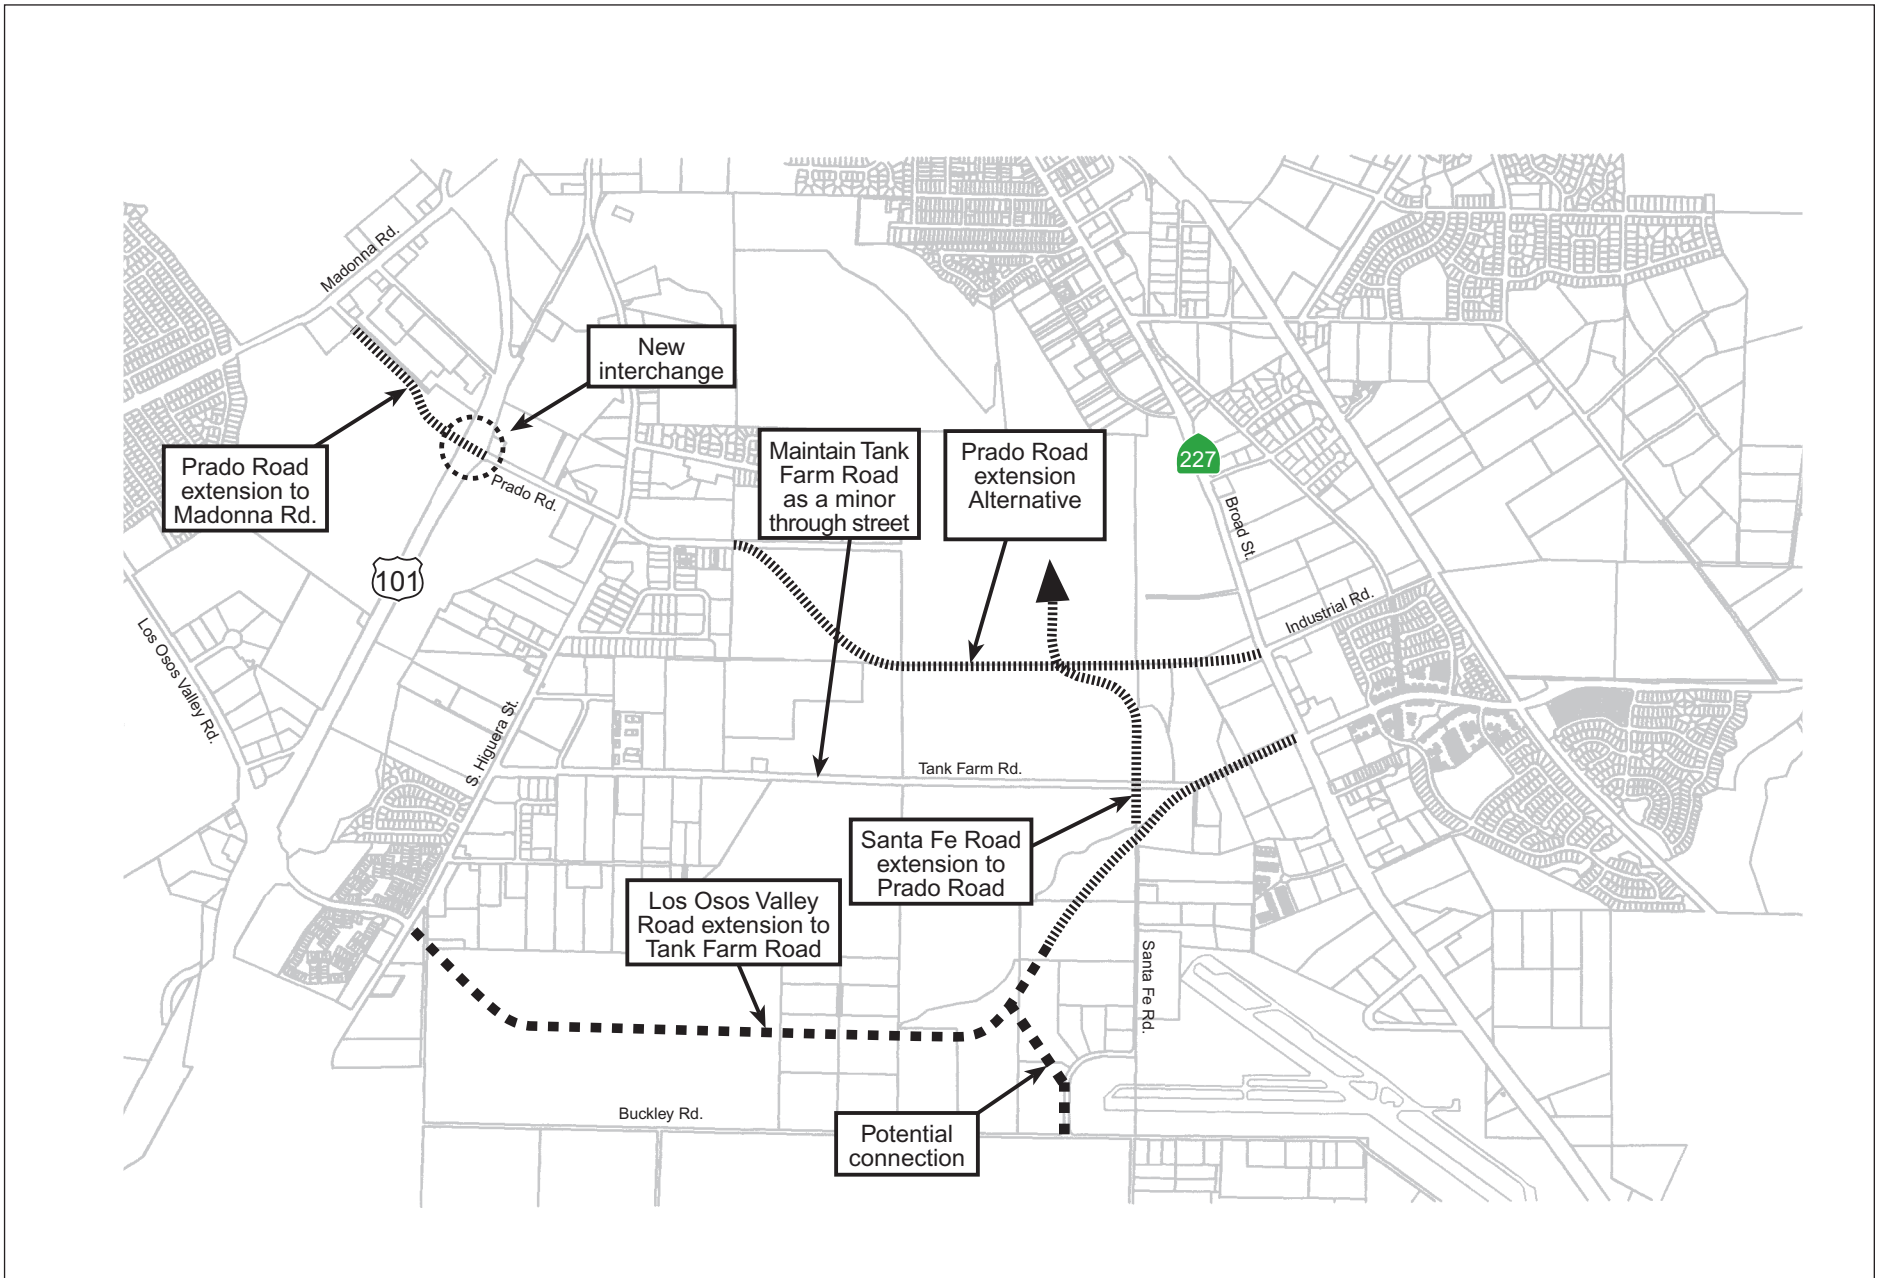 Madonna Rd.
New
interchange
Prado Road
extension to
Madonna Rd.
Prado Rd.
Maintain Tank
Farm Road
as a minor
through street
Prado Road
extension
Alternative
227
Broad St.
101
Industrial Rd.
Los Osos Valley Rd.
S. Higuera St.
Tank Farm Rd.
Santa Fe Road
extension to
Prado Road
Los Osos Valley
Road extension to
Tank Farm Road
Santa Fe Rd.
Buckley Rd.
Potential
connection